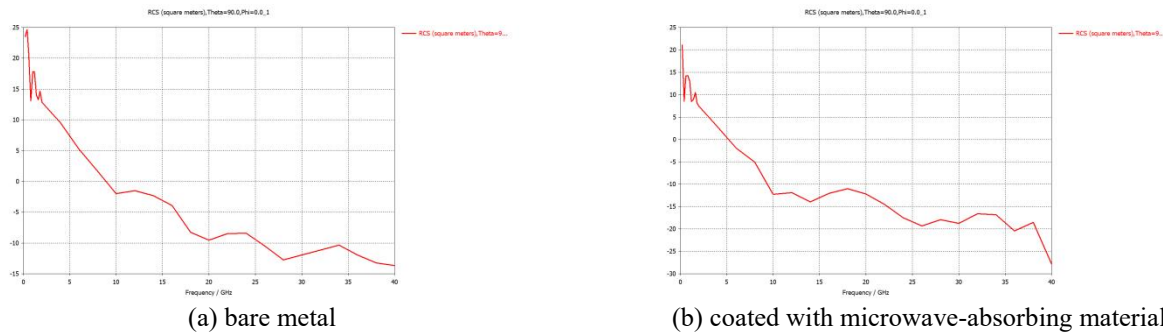 RCS (square meters),Theta=90.0,Phi=0.0_1
RCS (square meters),Theta=9...
25
20
15
10
5
0
-5
-10
-15
0 5 10 15 20 25 30 35 40
Frequency / GHz
(a) bare metal
RCS (square meters),Theta=90.0,Phi=0.0_1
RCS (square meters),Theta=9...
25
20
15
10
5
0
-5
-10
-15
-20
-25
-30
0 5 10 15 20 25 30 35 40
Frequency / GHz
(b) coated with microwave-absorbing material